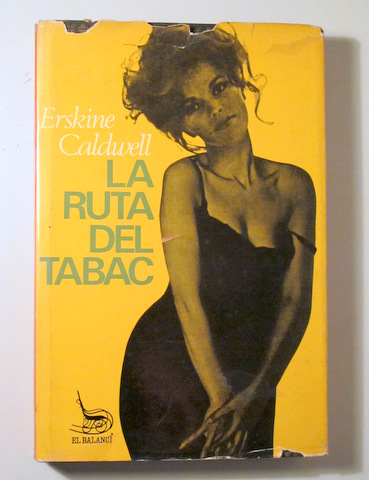 Erskine
Caldwell
LA
RUTA
DEL
TABAC
EL BALANCÍ